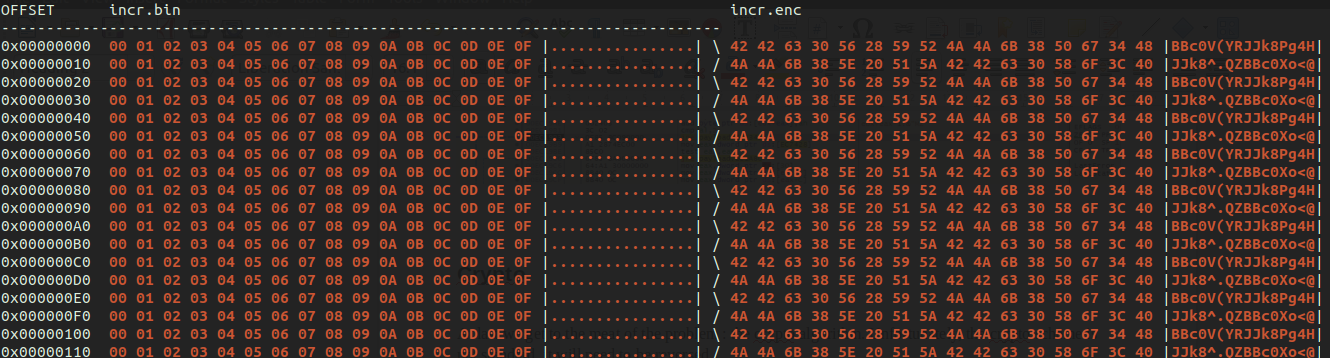 OFFSET incr.bin incr.enc
--------------------------------------------------------------------------------
0x00000000 00 01 02 03 04 05 06 07 08 09 0A 0B 0C 0D 0E 0F |................| \ 42 42 63 30 56 28 59 52 4A 4A 6B 38 50 67 34 48 |BBc0V(YRJJk8Pg4H|
0x00000010 00 01 02 03 04 05 06 07 08 09 0A 0B 0C 0D 0E 0F |................| / 4A 4A 6B 38 5E 20 51 5A 42 42 63 30 58 6F 3C 40 |JJk8^.QZBBc0Xo<@|
0x00000020 00 01 02 03 04 05 06 07 08 09 0A 0B 0C 0D 0E 0F |................| \ 42 42 63 30 56 28 59 52 4A 4A 6B 38 50 67 34 48 |BBc0V(YRJJk8Pg4H|
0x00000030 00 01 02 03 04 05 06 07 08 09 0A 0B 0C 0D 0E 0F |................| / 4A 4A 6B 38 5E 20 51 5A 42 42 63 30 58 6F 3C 40 |JJk8^.QZBBc0Xo<@|
0x00000040 00 01 02 03 04 05 06 07 08 09 0A 0B 0C 0D 0E 0F |................| \ 42 42 63 30 56 28 59 52 4A 4A 6B 38 50 67 34 48 |BBc0V(YRJJk8Pg4H|
0x00000050 00 01 02 03 04 05 06 07 08 09 0A 0B 0C 0D 0E 0F |................| / 4A 4A 6B 38 5E 20 51 5A 42 42 63 30 58 6F 3C 40 |JJk8^.QZBBc0Xo<@|
0x00000060 00 01 02 03 04 05 06 07 08 09 0A 0B 0C 0D 0E 0F |................| \ 42 42 63 30 56 28 59 52 4A 4A 6B 38 50 67 34 48 |BBc0V(YRJJk8Pg4H|
0x00000070 00 01 02 03 04 05 06 07 08 09 0A 0B 0C 0D 0E 0F |................| / 4A 4A 6B 38 5E 20 51 5A 42 42 63 30 58 6F 3C 40 |JJk8^.QZBBc0Xo<@|
0x00000080 00 01 02 03 04 05 06 07 08 09 0A 0B 0C 0D 0E 0F |................| \ 42 42 63 30 56 28 59 52 4A 4A 6B 38 50 67 34 48 |BBc0V(YRJJk8Pg4H|
0x00000090 00 01 02 03 04 05 06 07 08 09 0A 0B 0C 0D 0E 0F |................| / 4A 4A 6B 38 5E 20 51 5A 42 42 63 30 58 6F 3C 40 |JJk8^.QZBBc0Xo<@|
0x000000A0 00 01 02 03 04 05 06 07 08 09 0A 0B 0C 0D 0E 0F |................| \ 42 42 63 30 56 28 59 52 4A 4A 6B 38 50 67 34 48 |BBc0V(YRJJk8Pg4H|
0x000000B0 00 01 02 03 04 05 06 07 08 09 0A 0B 0C 0D 0E 0F |................| / 4A 4A 6B 38 5E 20 51 5A 42 42 63 30 58 6F 3C 40 |JJk8^.QZBBc0Xo<@|
0x000000C0 00 01 02 03 04 05 06 07 08 09 0A 0B 0C 0D 0E 0F |................| \ 42 42 63 30 56 28 59 52 4A 4A 6B 38 50 67 34 48 |BBc0V(YRJJk8Pg4H|
0x000000D0 00 01 02 03 04 05 06 07 08 09 0A 0B 0C 0D 0E 0F |................| / 4A 4A 6B 38 5E 20 51 5A 42 42 63 30 58 6F 3C 40 |JJk8^.QZBBc0Xo<@|
0x000000E0 00 01 02 03 04 05 06 07 08 09 0A 0B 0C 0D 0E 0F |................| \ 42 42 63 30 56 28 59 52 4A 4A 6B 38 50 67 34 48 |BBc0V(YRJJk8Pg4H|
0x000000F0 00 01 02 03 04 05 06 07 08 09 0A 0B 0C 0D 0E 0F |................| / 4A 4A 6B 38 5E 20 51 5A 42 42 63 30 58 6F 3C 40 |JJk8^.QZBBc0Xo<@|
0x00000100 00 01 02 03 04 05 06 07 08 09 0A 0B 0C 0D 0E 0F |................| \ 42 42 63 30 56 28 59 52 4A 4A 6B 38 50 67 34 48 |BBc0V(YRJJk8Pg4H|
0x00000110 00 01 02 03 04 05 06 07 08 09 0A 0B 0C 0D 0E 0F |................| / 4A 4A 6B 38 5E 20 51 5A 42 42 63 30 58 6F 3C 40 |JJk8^.QZBBc0Xo<@|